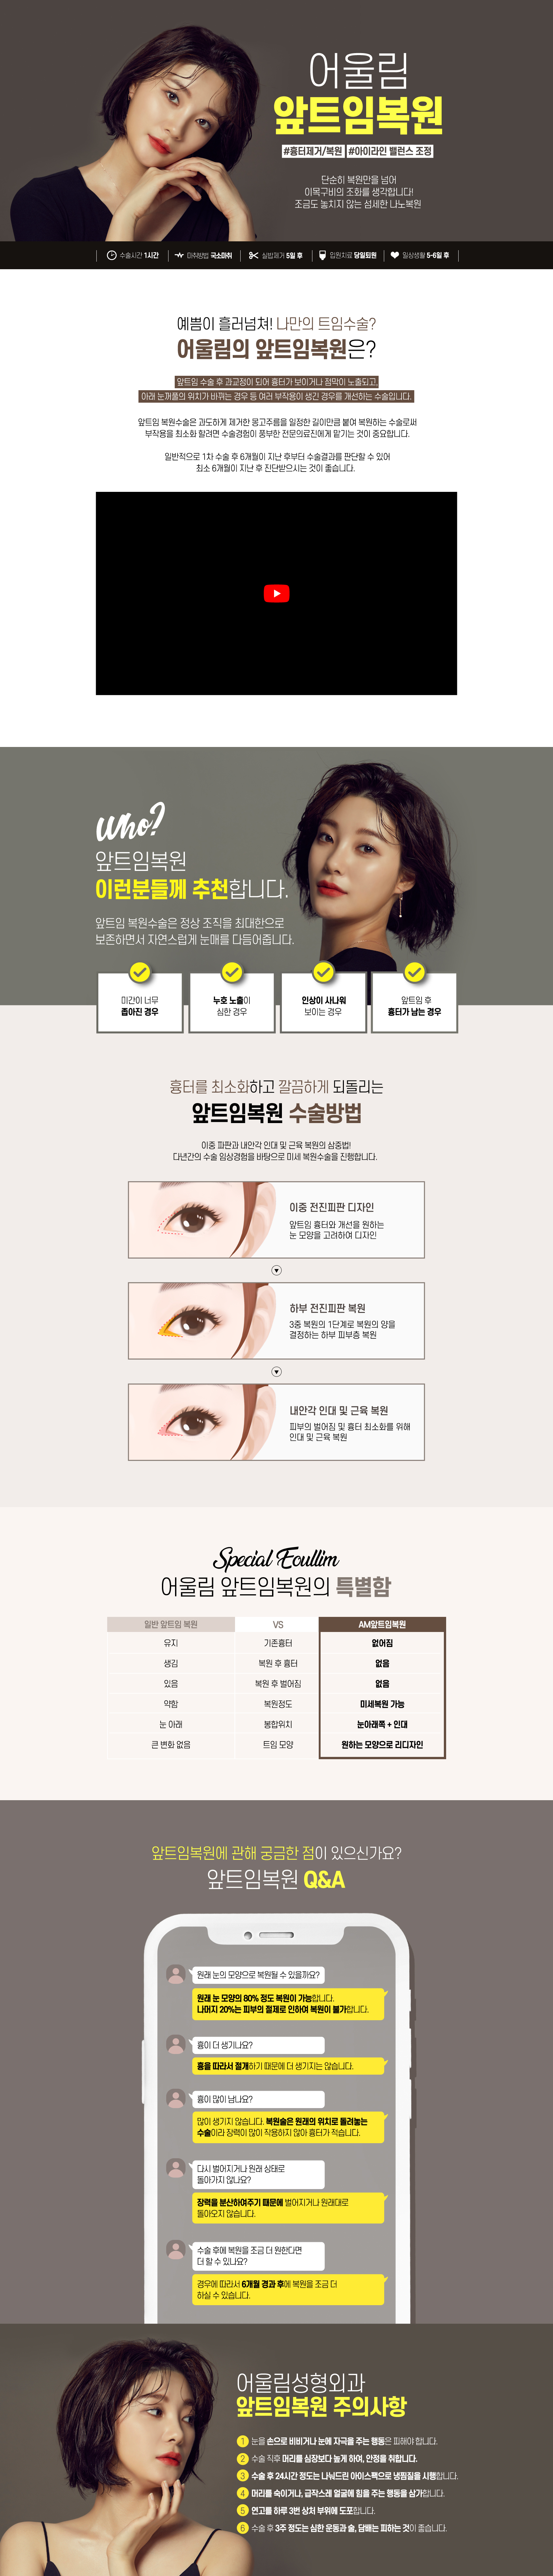 어울림
앞트임복원
#흉터제거/복원 #아이라인 밸런스 조정
단순히 복원만을 넘어
이목구비의 조화를 생각합니다!
조금도 놓치지 않는 섬세한 나노복원
수술시간 1시간 마취방법 국소마취 실밥제거 5일 후 입원치료 당일퇴원 일상생활 5-6일 후
예쁨이 흘러넘쳐! 나만의 트임수술?
어울림의 앞트임복원은?
앞트임 수술 후 과교정이 되어 흉터가 보이거나 점막이 노출되고,
아래 눈꺼풀의 위치가 바뀌는 경우 등 여러 부작용이 생긴 경우를 개선하는 수술입니다.
앞트임 복원수술은 과도하게 제거한 몽고주름을 일정한 길이만큼 붙여 복원하는 수술로써
부작용을 최소화 할려면 수술경험이 풍부한 전문의료진에게 맡기는 것이 중요합니다.
일반적으로 1차 수술 후 6개월이 지난 후부터 수술결과를 판단할 수 있어
최소 6개월이 지난 후 진단받으시는 것이 좋습니다.
Who?
앞트임복원
이런분들께 추천합니다.
앞트임 복원수술은 정상 조직을 최대한으로
보존하면서 자연스럽게 눈매를 다듬어줍니다.
미간이 너무
좁아진 경우
누호 노출이
심한 경우
인상이 사나워
보이는 경우
앞트임 후
흉터가 남는 경우
흉터를 최소화하고 깔끔하게 되돌리는
앞트임복원 수술방법
이중 피판과 내안각 인대 및 근육 복원의 삼중법!
다년간의 수술 임상경험을 바탕으로 미세 복원수술을 진행합니다.
이중 전진피판 디자인
앞트임 흉터와 개선을 원하는
눈 모양을 고려하여 디자인
하부 전진피판 복원
3중 복원의 1단계로 복원의 양을
결정하는 하부 피부층 복원
내안각 인대 및 근육 복원
피부의 벌어짐 및 흉터 최소화를 위해
인대 및 근육 복원
Special Eoullim
어울림 앞트임복원의 특별함
일반 앞트임 복원 VS AM앞트임복원
유지 기존흉터 없어짐
생김 복원 후 흉터 없음
있음 복원 후 벌어짐 없음
약함 복원정도 미세복원 가능
눈 아래 봉합위치 눈아래쪽 + 인대
큰 변화 없음 트임 모양 원하는 모양으로 리디자인
앞트임복원에 관해 궁금한 점이 있으신가요?
앞트임복원 Q&A
원래 눈의 모양으로 복원될 수 있을까요?
원래 눈 모양의 80% 정도 복원이 가능합니다.
나머지 20%는 피부의 절제로 인하여 복원이 불가합니다.
흉이 더 생기나요?
흉을 따라서 절개하기 때문에 더 생기지는 않습니다.
흉이 많이 남나요?
많이 생기지 않습니다. 복원술은 원래의 위치로 돌려놓는
수술이라 장력이 많이 작용하지 않아 흉터가 적습니다.
다시 벌어지거나 원래 상태로
돌아가지 않나요?
장력을 분산하여주기 때문에 벌어지거나 원래대로
돌아오지 않습니다.
수술 후에 복원을 조금 더 원한다면
더 할 수 있나요?
경우에 따라서 6개월 경과 후에 복원을 조금 더
하실 수 있습니다.
어울림성형외과
앞트임복원 주의사항
1 눈을 손으로 비비거나 눈에 자극을 주는 행동은 피해야 합니다.
2 수술 직후 머리를 심장보다 높게 하여, 안정을 취합니다.
3 수술 후 24시간 정도는 나눠드린 아이스팩으로 냉찜질을 시행합니다.
4 머리를 숙이거나, 급작스레 얼굴에 힘을 주는 행동을 삼가합니다.
5 연고를 하루 3번 상처 부위에 도포합니다.
6 수술 후 3주 정도는 심한 운동과 술, 담배는 피하는 것이 좋습니다.